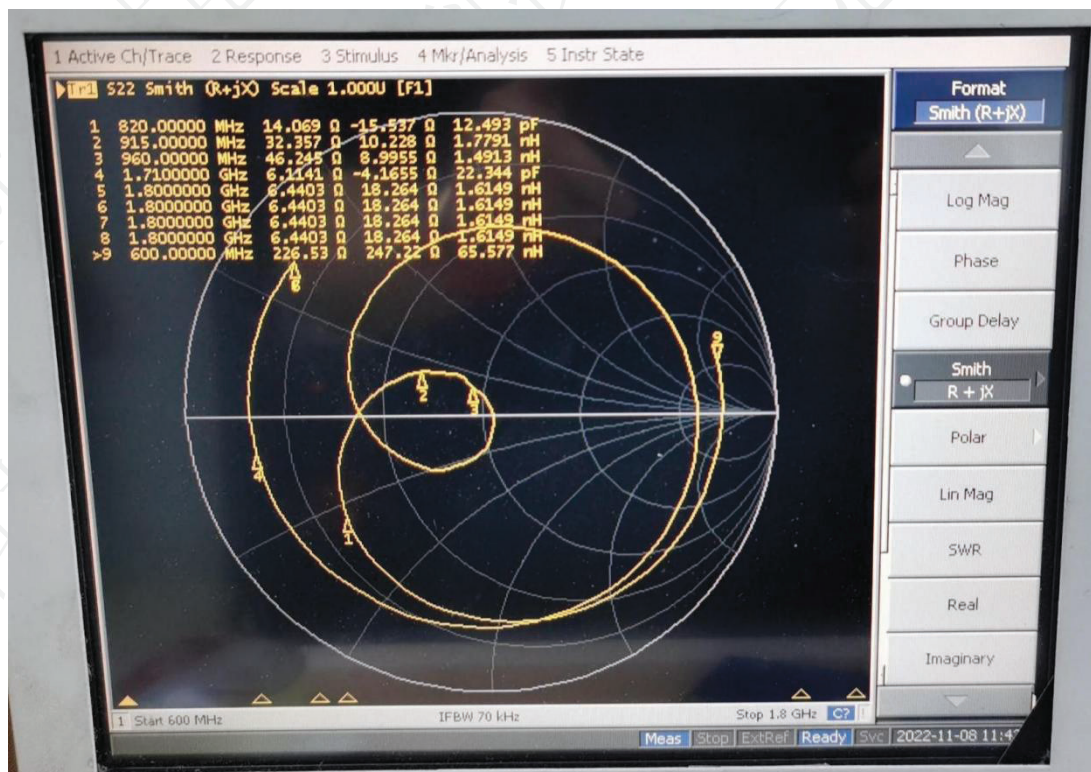 1 Active Ch/Trace 2 Response 3 Stimulus 4 Mkr/Analysis 5 Instr State
Tr1 S22 Smith (R+jX) Scale 1.000U [F1]
1 820.00000 MHz 14.069 Ω -15.537 Ω 12.493 pF
2 915.00000 MHz 32.357 Ω 10.228 Ω 1.7791 nH
3 960.00000 MHz 46.245 Ω 8.9955 Ω 1.4913 nH
4 1.7100000 GHz 6.1141 Ω -4.1655 Ω 22.344 pF
5 1.8000000 GHz 6.4403 Ω 18.264 Ω 1.6149 nH
6 1.8000000 GHz 6.4403 Ω 18.264 Ω 1.6149 nH
7 1.8000000 GHz 6.4403 Ω 18.264 Ω 1.6149 nH
8 1.8000000 GHz 6.4403 Ω 18.264 Ω 1.6149 nH
>9 600.00000 MHz 226.53 Ω 247.22 Ω 65.577 nH
9
2
3
4
1
1 Start 600 MHz
IFBW 70 kHz
Stop 1.8 GHz C?
Format
Smith (R+jX)
Log Mag
Phase
Group Delay
Smith
R + jX
Polar
Lin Mag
SWR
Real
Imaginary
Meas Stop ExtRef Ready Svc 2022-11-08 11:4